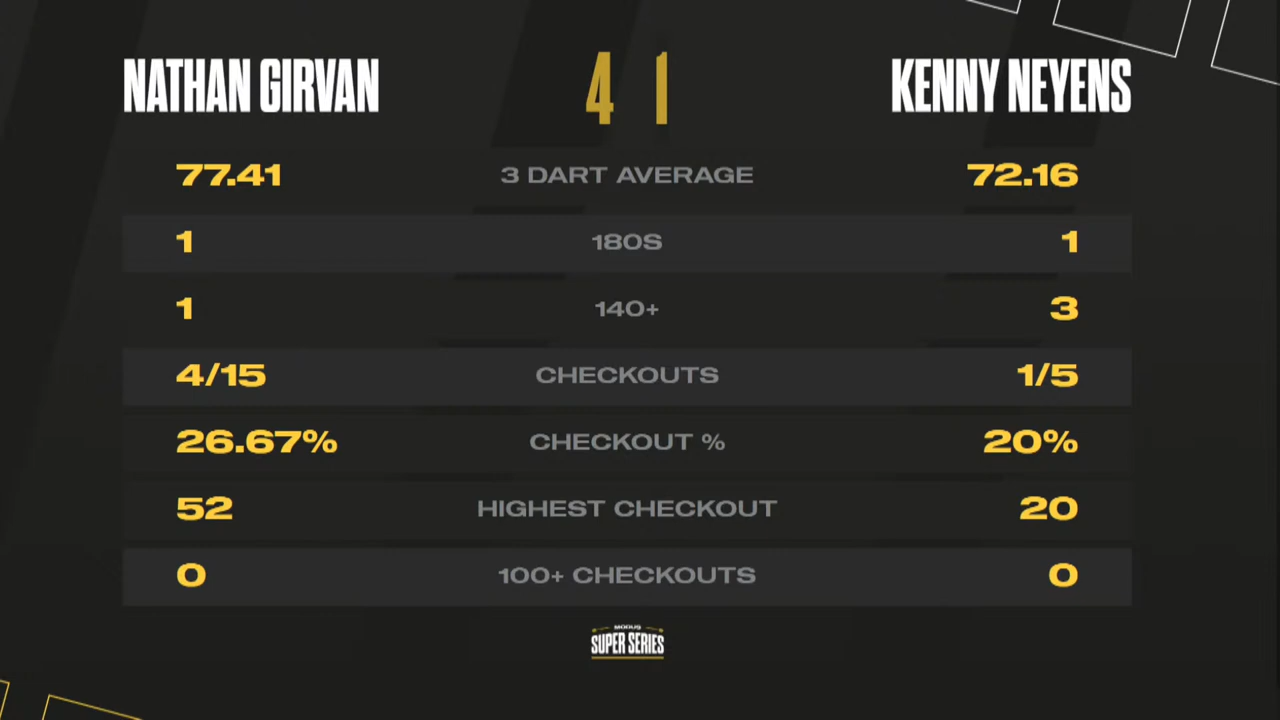 NATHAN GIRVAN 4 1 KENNY NEYENS
77.41 3 DART AVERAGE 72.16
1 180S 1
1 140+ 3
4/15 CHECKOUTS 1/5
26.67% CHECKOUT % 20%
52 HIGHEST CHECKOUT 20
0 100+ CHECKOUTS 0
MODUS
SUPER SERIES